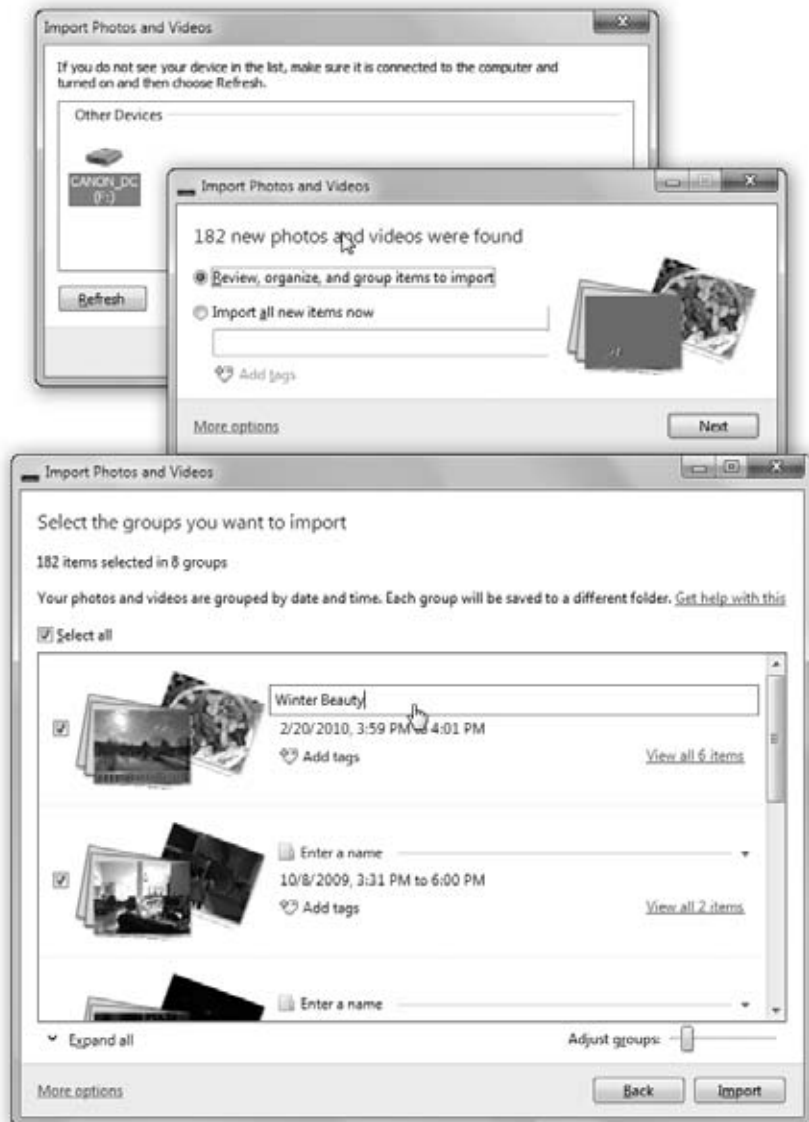 Import Photos and Videos
If you do not see your device in the list, make sure it is connected to the computer and
turned on and then choose Refresh.
Other Devices
CANON_DC
(F:)
Refresh
Import Photos and Videos
182 new photos and videos were found
Review, organize, and group items to import
Import all new items now
Add tags
More options
Next
Import Photos and Videos
Select the groups you want to import
182 items selected in 8 groups
Your photos and videos are grouped by date and time. Each group will be saved to a different folder. Get help with this
Select all
Winter Beauty
2/20/2010, 3:59 PM to 4:01 PM
Add tags
View all 6 items
Enter a name
10/8/2009, 3:31 PM to 6:00 PM
Add tags
View all 2 items
Enter a name
Expand all
Adjust groups:
More options
Back
Import